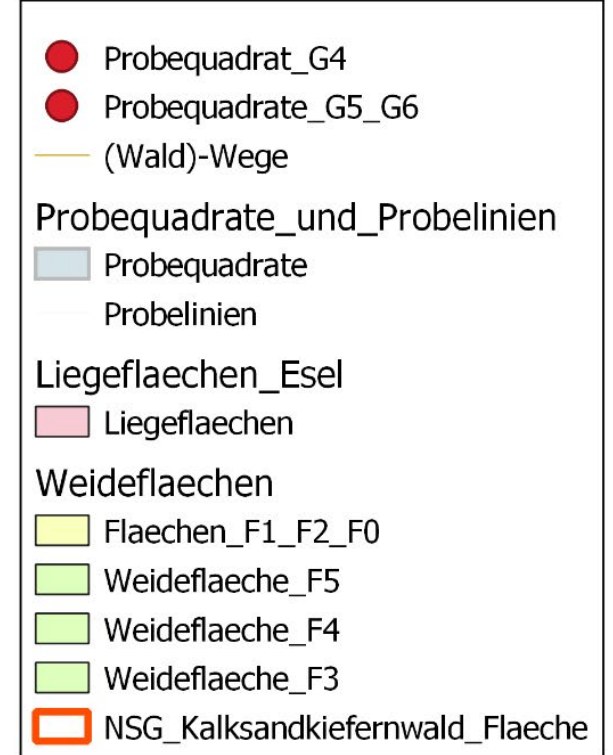 Probequadrat_G4
Probequadrate_G5_G6
(Wald)-Wege
Probequadrate_und_Probelinien
Probequadrate
Probelinien
Liegeflaechen_Esel
Liegeflaechen
Weideflaechen
Flaechen_F1_F2_F0
Weideflaeche_F5
Weideflaeche_F4
Weideflaeche_F3
NSG_Kalksandkiefernwald_Flaeche